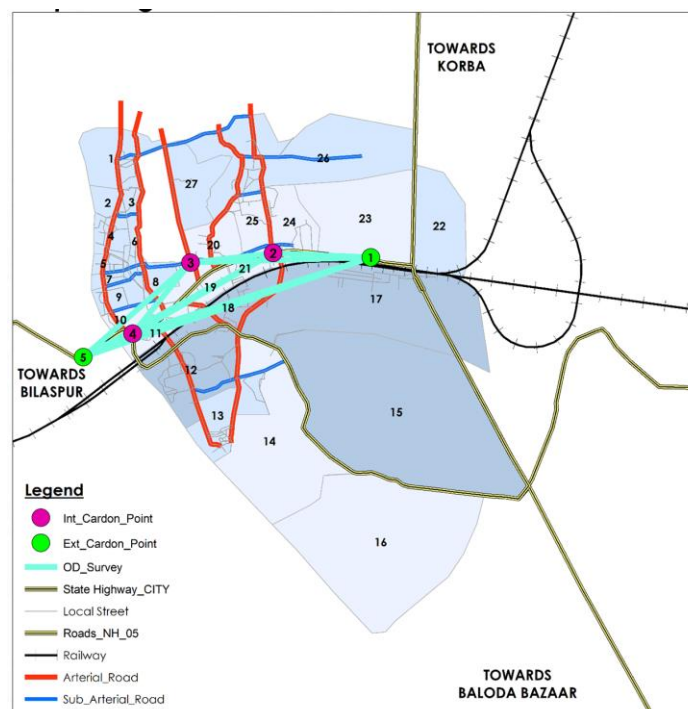 TOWARDS
KORBA
1
26
27
2
3
25
24
23
22
4
6
20
2
5
3
21
1
7
8
19
17
9
18
10
11
4
5
TOWARDS
BILASPUR
12
13
15
14
16
Legend
Int_Cardon_Point
Ext_Cardon_Point
OD_Survey
State Highway_CITY
Local Street
Roads_NH_05
Railway
Arterial_Road
Sub_Arterial_Road
TOWARDS
BALODA BAZAAR